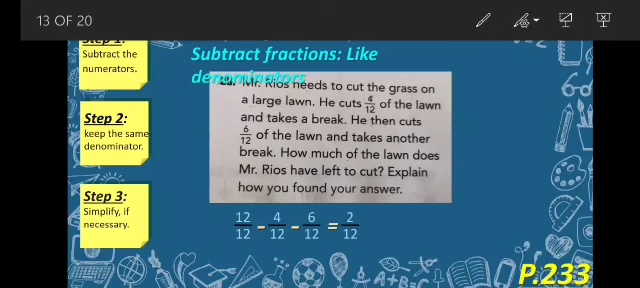 13 OF 20
Step 1:
Subtract the
numerators.
Step 2:
keep the same
denominator.
Step 3:
Simplify, if
necessary.
Subtract fractions: Like
denominators
Mr. Rios needs to cut the grass on
a large lawn. He cuts 4/12 of the lawn
and takes a break. He then cuts
6/12 of the lawn and takes another
break. How much of the lawn does
Mr. Rios have left to cut? Explain
how you found your answer.
12/12 - 4/12 - 6/12 = 2/12
P.233